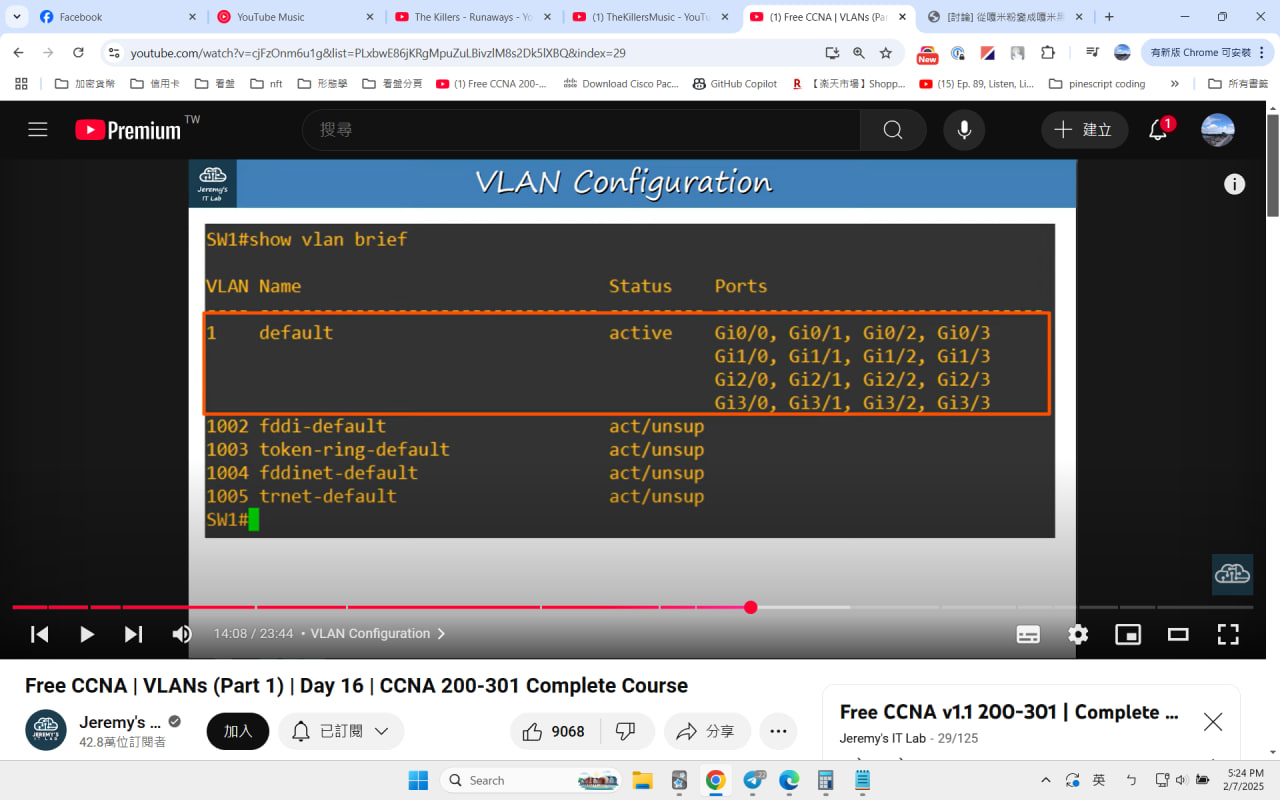 Facebook
YouTube Music
The Killers - Runaways - Yo
(1) TheKillersMusic - YouTu
(1) Free CCNA | VLANs (Par
[討論] 從嘎米粉變成嘎米黑
youtube.com/watch?v=cjFzOnm6u1g&list=PLxbwE86jKRgMpuZuLBivzlM8s2Dk5lXBQ&index=29
New
有新版 Chrome 可安裝
加密貨幣
信用卡
看盤
nft
形態學
看盤分頁
(1) Free CCNA 200-...
Download Cisco Pac...
GitHub Copilot
【楽天市場】Shopp...
(15) Ep. 89, Listen, Li...
pinescript coding
所有書籤
Premium TW
搜尋
建立
1
Jeremy's
IT Lab
VLAN Configuration
SW1#show vlan brief
VLAN Name Status Ports
---- -------------------------------- --------- -------------------------------
1 default active Gi0/0, Gi0/1, Gi0/2, Gi0/3
Gi1/0, Gi1/1, Gi1/2, Gi1/3
Gi2/0, Gi2/1, Gi2/2, Gi2/3
Gi3/0, Gi3/1, Gi3/2, Gi3/3
1002 fddi-default act/unsup
1003 token-ring-default act/unsup
1004 fddinet-default act/unsup
1005 trnet-default act/unsup
SW1#
14:08 / 23:44 • VLAN Configuration
Free CCNA | VLANs (Part 1) | Day 16 | CCNA 200-301 Complete Course
Jeremy's ...
42.8萬位訂閱者
JEREMY'S
IT LAB
加入
已訂閱
9068
分享
Free CCNA v1.1 200-301 | Complete ...
Jeremy's IT Lab - 29/125
Search
22
英
ㄅ
5:24 PM
2/7/2025